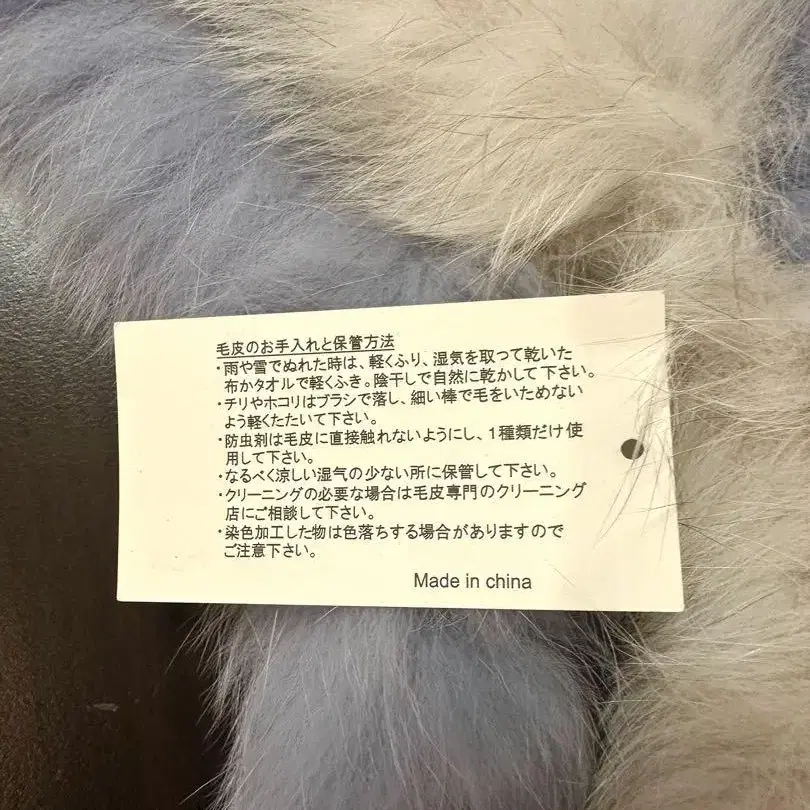 毛皮のお手入れと保管方法
・雨や雪でぬれた時は、軽くふり、湿気を取って乾いた
布かタオルで軽くふき。陰干しで自然に乾かして下さい。
・チリやホコリはブラシで落し、細い棒で毛をいためない
よう軽くたたいて下さい。
・防虫剤は毛皮に直接触れないようにし、1種類だけ使
用して下さい。
・なるべく涼しい湿气の少ない所に保管して下さい。
・クリーニングの必要な場合は毛皮専門のクリーニング
店にご相談して下さい。
・染色加工した物は色落ちする場合がありますので
ご注意下さい。
Made in china